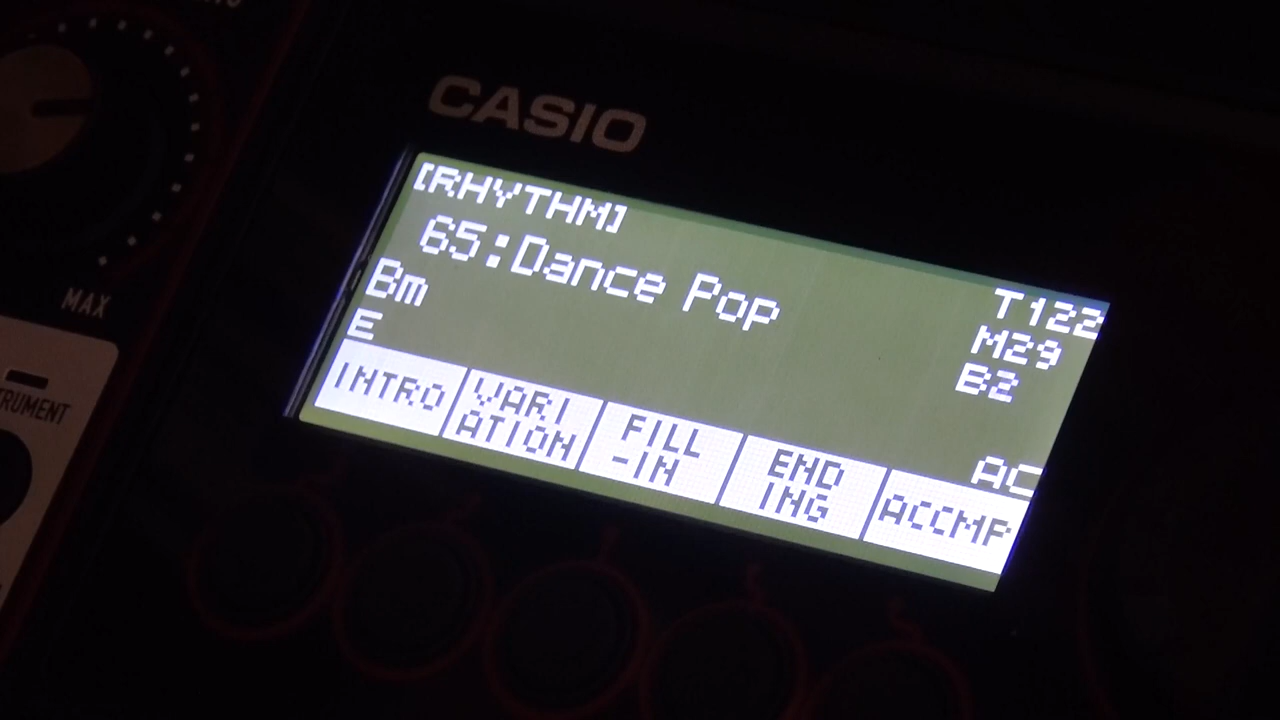 CASIO
[RHYTHM]
65:Dance Pop
T122
Bm
M29
E
B2
AC
INTRO
VARI
ATION
FILL
-IN
END
ING
ACCMP
MAX